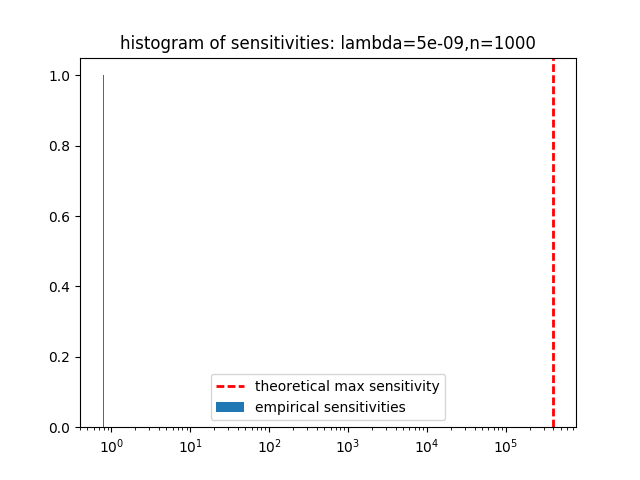 histogram of sensitivities: lambda=5e-09,n=1000
1.0
0.8
0.6
0.4
0.2
0.0
theoretical max sensitivity
empirical sensitivities
10⁰ 10¹ 10² 10³ 10⁴ 10⁵